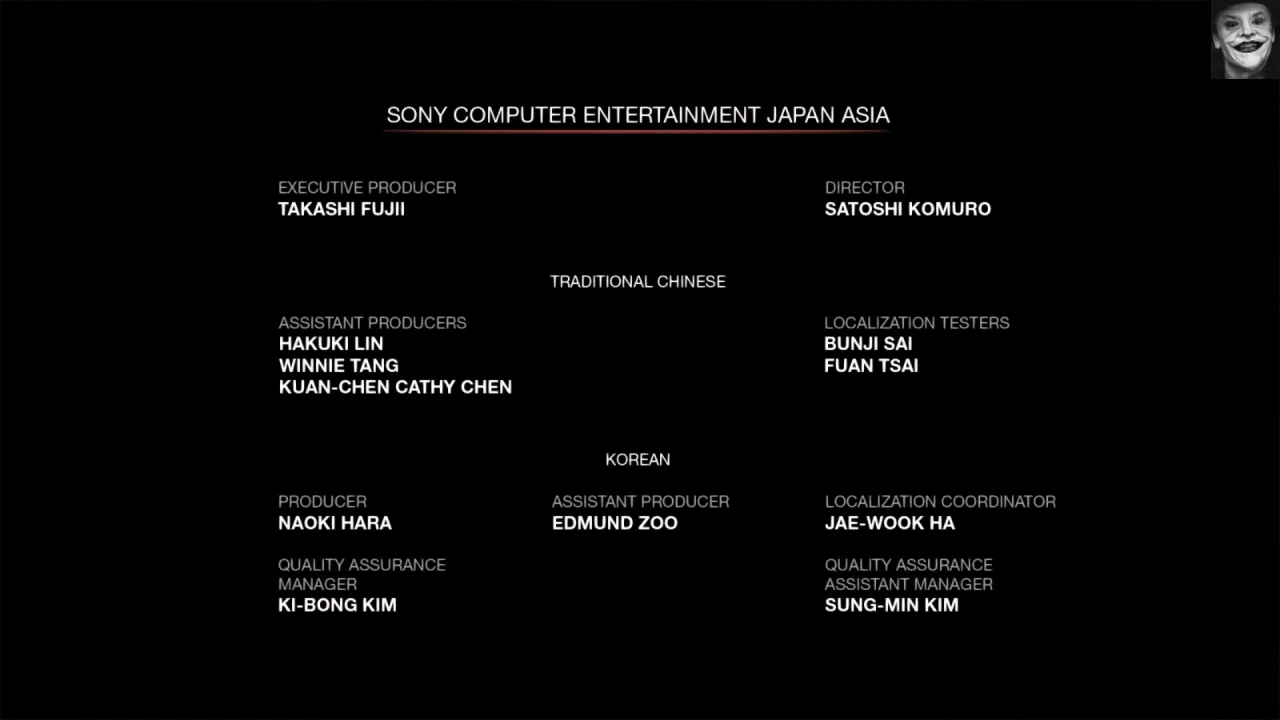 SONY COMPUTER ENTERTAINMENT JAPAN ASIA
EXECUTIVE PRODUCER
TAKASHI FUJII
DIRECTOR
SATOSHI KOMURO
TRADITIONAL CHINESE
ASSISTANT PRODUCERS
HAKUKI LIN
WINNIE TANG
KUAN-CHEN CATHY CHEN
LOCALIZATION TESTERS
BUNJI SAI
FUAN TSAI
KOREAN
PRODUCER
NAOKI HARA
ASSISTANT PRODUCER
EDMUND ZOO
LOCALIZATION COORDINATOR
JAE-WOOK HA
QUALITY ASSURANCE
MANAGER
KI-BONG KIM
QUALITY ASSURANCE
ASSISTANT MANAGER
SUNG-MIN KIM